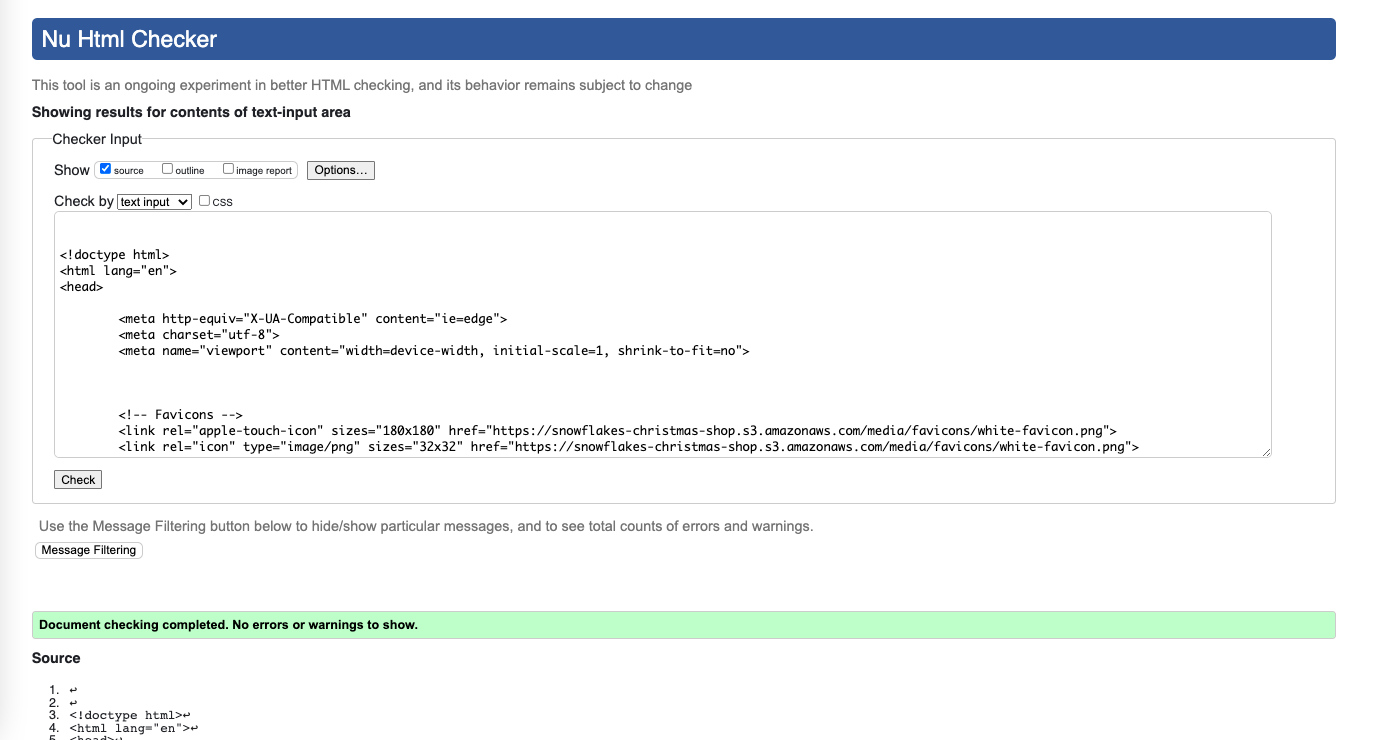 Nu Html Checker
This tool is an ongoing experiment in better HTML checking, and its behavior remains subject to change
Showing results for contents of text-input area
Checker Input
Show source outline image report Options...
Check by text input css
<!doctype html>
<html lang="en">
<head>
<meta http-equiv="X-UA-Compatible" content="ie=edge">
<meta charset="utf-8">
<meta name="viewport" content="width=device-width, initial-scale=1, shrink-to-fit=no">
<!-- Favicons -->
<link rel="apple-touch-icon" sizes="180x180" href="https://snowflakes-christmas-shop.s3.amazonaws.com/media/favicons/white-favicon.png">
<link rel="icon" type="image/png" sizes="32x32" href="https://snowflakes-christmas-shop.s3.amazonaws.com/media/favicons/white-favicon.png">
Check
Use the Message Filtering button below to hide/show particular messages, and to see total counts of errors and warnings.
Message Filtering
Document checking completed. No errors or warnings to show.
Source
1. ↩
2. ↩
3. <!doctype html>↩
4. <html lang="en">↩
5. <head>↩